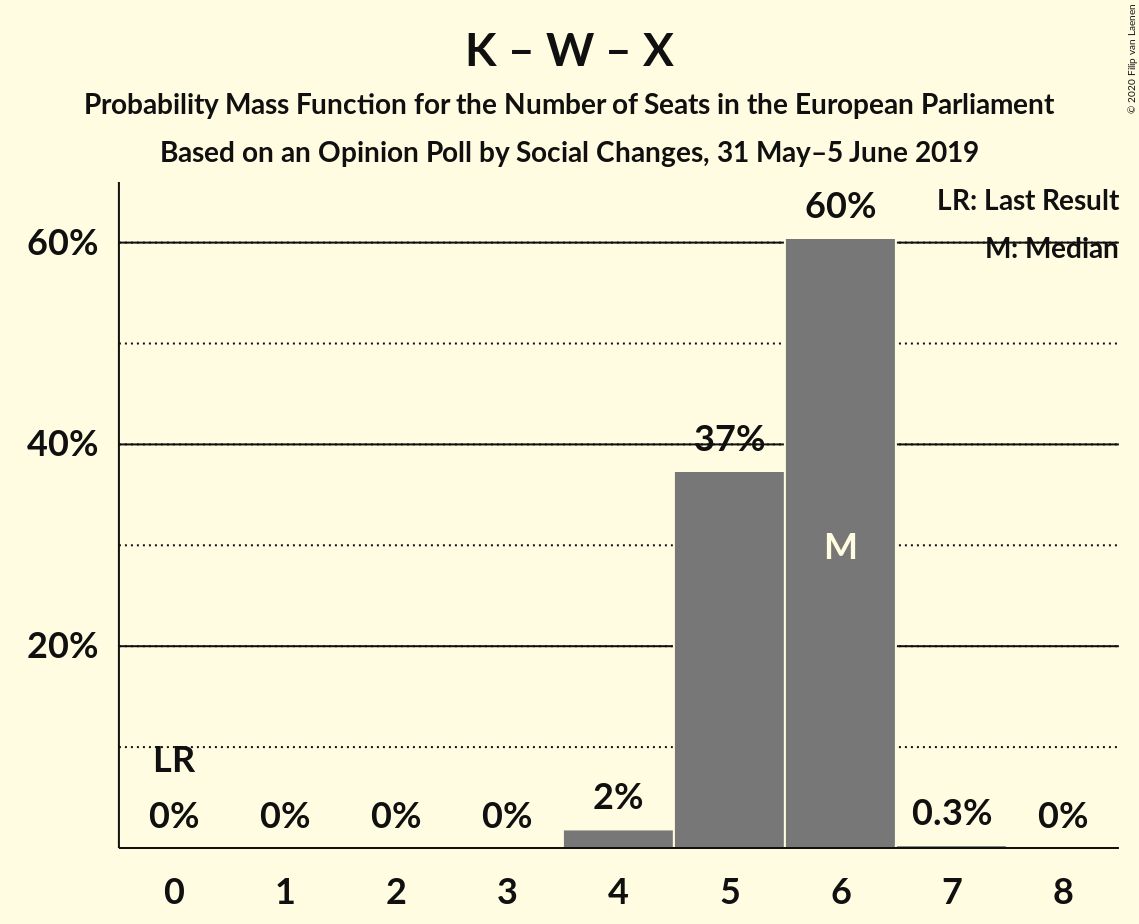 K – W – X
Probability Mass Function for the Number of Seats in the European Parliament
Based on an Opinion Poll by Social Changes, 31 May–5 June 2019
© 2020 Filip van Laenen
LR: Last Result
M: Median
60%
40%
20%
LR
0%
0%
0%
0%
2%
37%
60%
M
0.3%
0%
0 1 2 3 4 5 6 7 8